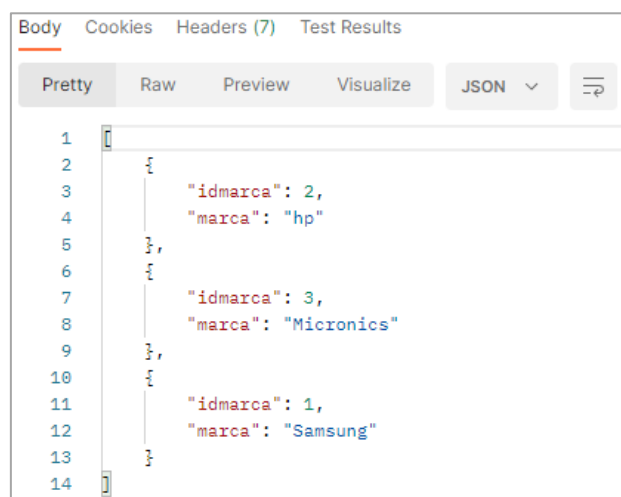 Body Cookies Headers (7) Test Results
Pretty Raw Preview Visualize JSON
1 [
2 {
3 "idmarca": 2,
4 "marca": "hp"
5 },
6 {
7 "idmarca": 3,
8 "marca": "Micronics"
9 },
10 {
11 "idmarca": 1,
12 "marca": "Samsung"
13 }
14 ]